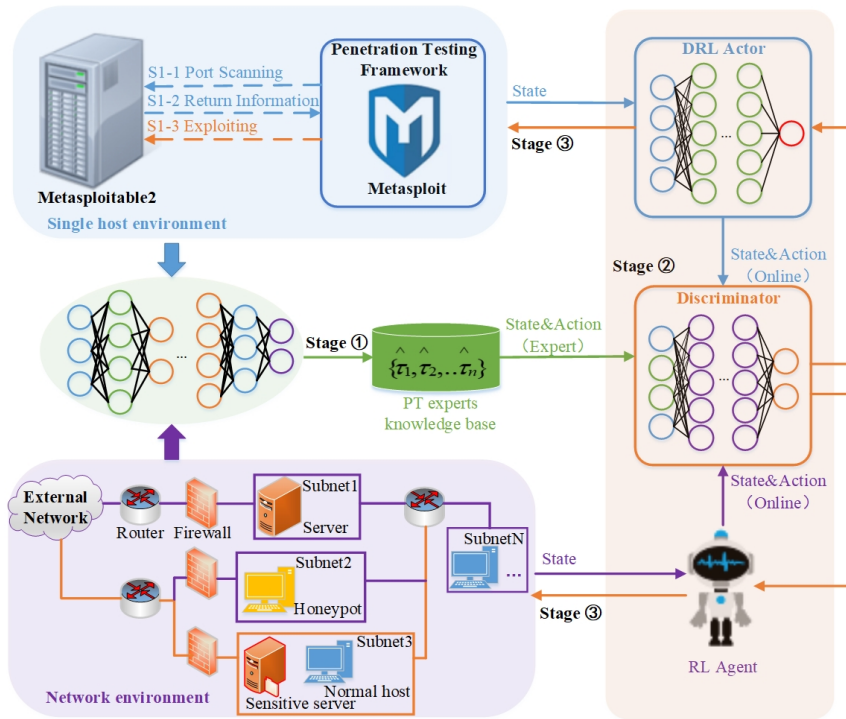 Penetration Testing
Framework
S1-1 Port Scanning
S1-2 Return Information
S1-3 Exploiting
Metasploit
Metasploitable2
Single host environment
DRL Actor
...
State
Stage ③
State&Action
(Online)
Stage ②
Discriminator
...
...
Stage ①
{τ̂1,τ̂2,..τ̂n}
PT experts
knowledge base
State&Action
(Expert)
State&Action
(Online)
External
Network
Router
Firewall
Subnet1
Server
Subnet2
Honeypot
Subnet3
Normal host
Sensitive server
SubnetN
...
Network environment
State
Stage ③
RL Agent